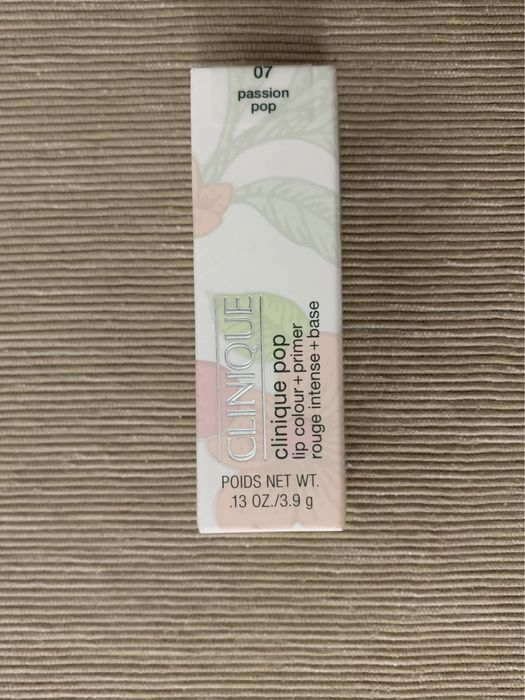 07
passion
pop
CLINIQUE
clinique pop
lip colour + primer
rouge intense + base
POIDS NET WT.
.13 OZ./3.9 g